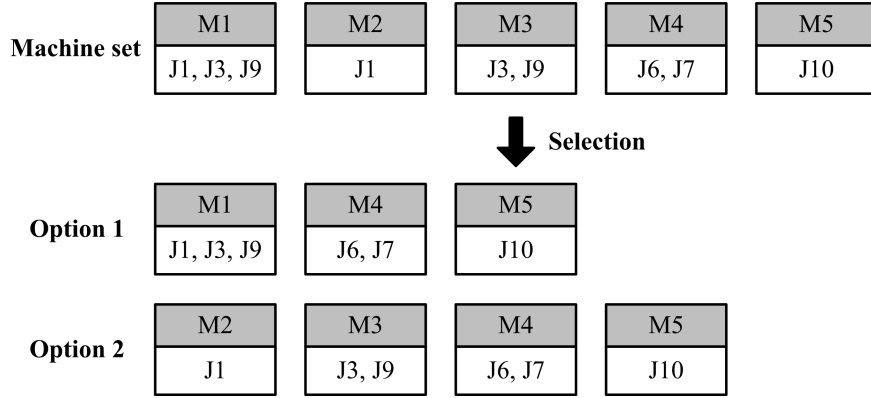 M1 M2 M3 M4 M5
Machine set
J1, J3, J9 J1 J3, J9 J6, J7 J10
Selection
M1 M4 M5
Option 1
J1, J3, J9 J6, J7 J10
M2 M3 M4 M5
Option 2
J1 J3, J9 J6, J7 J10